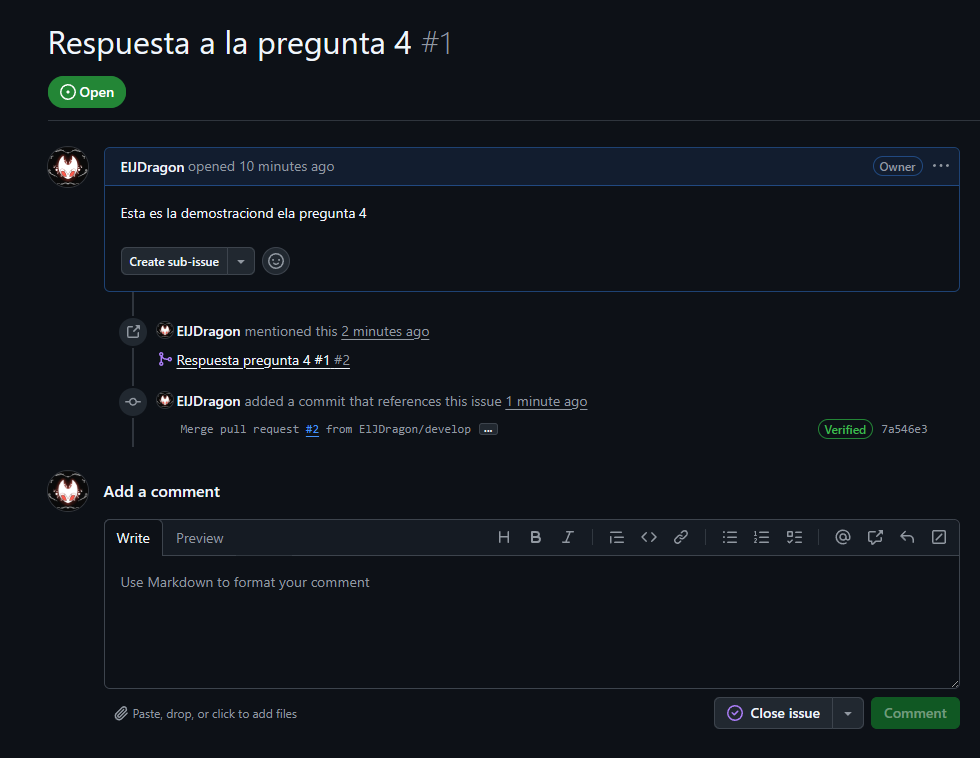 Respuesta a la pregunta 4 #1
Open
ElJDragon opened 10 minutes ago Owner ...
Esta es la demostraciond ela pregunta 4
Create sub-issue
ElJDragon mentioned this 2 minutes ago
Respuesta pregunta 4 #1 #2
ElJDragon added a commit that references this issue 1 minute ago
Merge pull request #2 from ElJDragon/develop ... Verified 7a546e3
Add a comment
Write Preview H B I
Use Markdown to format your comment
Paste, drop, or click to add files Close issue Comment